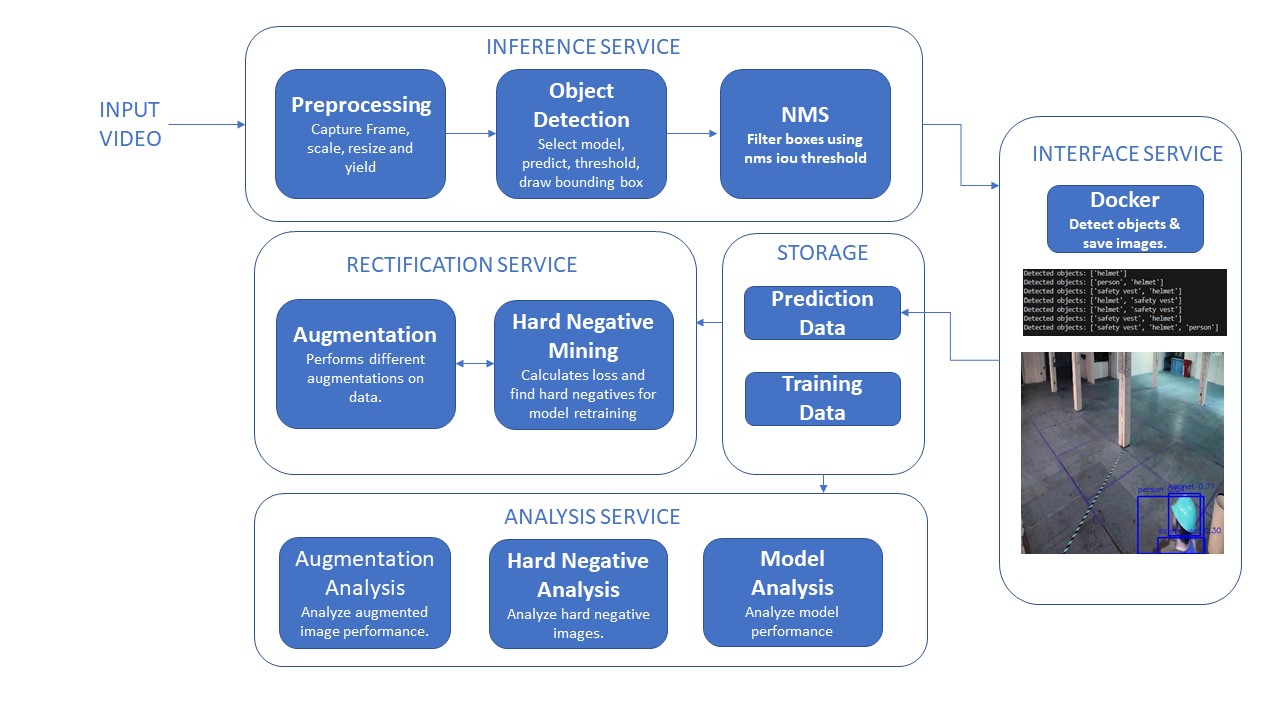 INFERENCE SERVICE
INPUT
VIDEO
Preprocessing
Capture Frame,
scale, resize and
yield
Object
Detection
Select model,
predict, threshold,
draw bounding box
NMS
Filter boxes using
nms iou threshold
INTERFACE SERVICE
Docker
Detect objects &
save images.
Detected objects: ['helmet']
Detected objects: ['person', 'helmet']
Detected objects: ['safety vest', 'helmet']
Detected objects: ['helmet', 'safety vest']
Detected objects: ['helmet', 'safety vest']
Detected objects: ['safety vest', 'helmet']
Detected objects: ['safety vest', 'helmet', 'person']
person
helmet 0.71
RECTIFICATION SERVICE
Augmentation
Performs different
augmentations on
data.
Hard Negative
Mining
Calculates loss and
find hard negatives for
model retraining
STORAGE
Prediction
Data
Training
Data
ANALYSIS SERVICE
Augmentation
Analysis
Analyze augmented
image performance.
Hard Negative
Analysis
Analyze hard negative
images.
Model
Analysis
Analyze model
performance